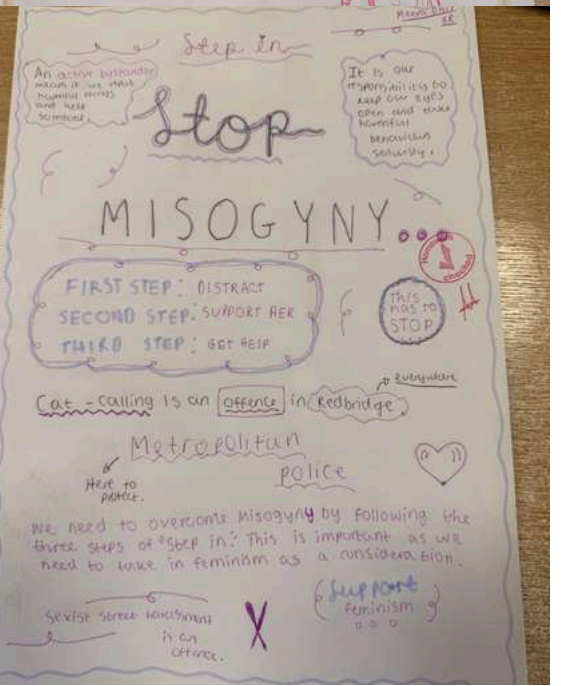 8R
Step in
An active bystander
means if we start
harmful things
and help
someone.
It is our
responsibility to
keep our eyes
open and take
harmful
behaviours
seriously.
Stop
MISOGYNY...
1
checked
FIRST STEP: DISTRACT
SECOND STEP: SUPPORT HER
THIRD STEP: GET HELP
This
has to
STOP
everywhere
Cat-calling is an offence in Redbridge.
Metropolitan
police
Here to
protect.
We need to overcome misogyny by following the
three steps of "Step in". This is important as we
need to take in feminism as a consideration.
Support
feminism
Sexist street harassment
is an
offence.
X